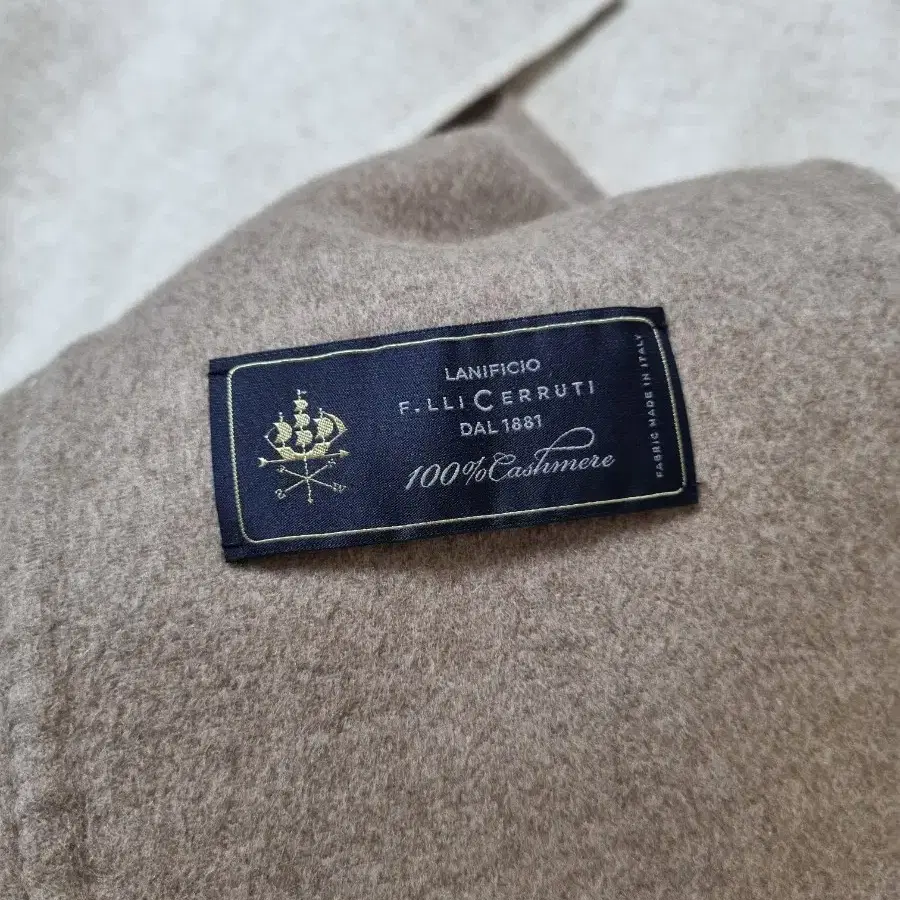 LANIFICIO
F.LLI CERRUTI
DAL 1881
100% Cashmere
FABRIC MADE IN ITALY